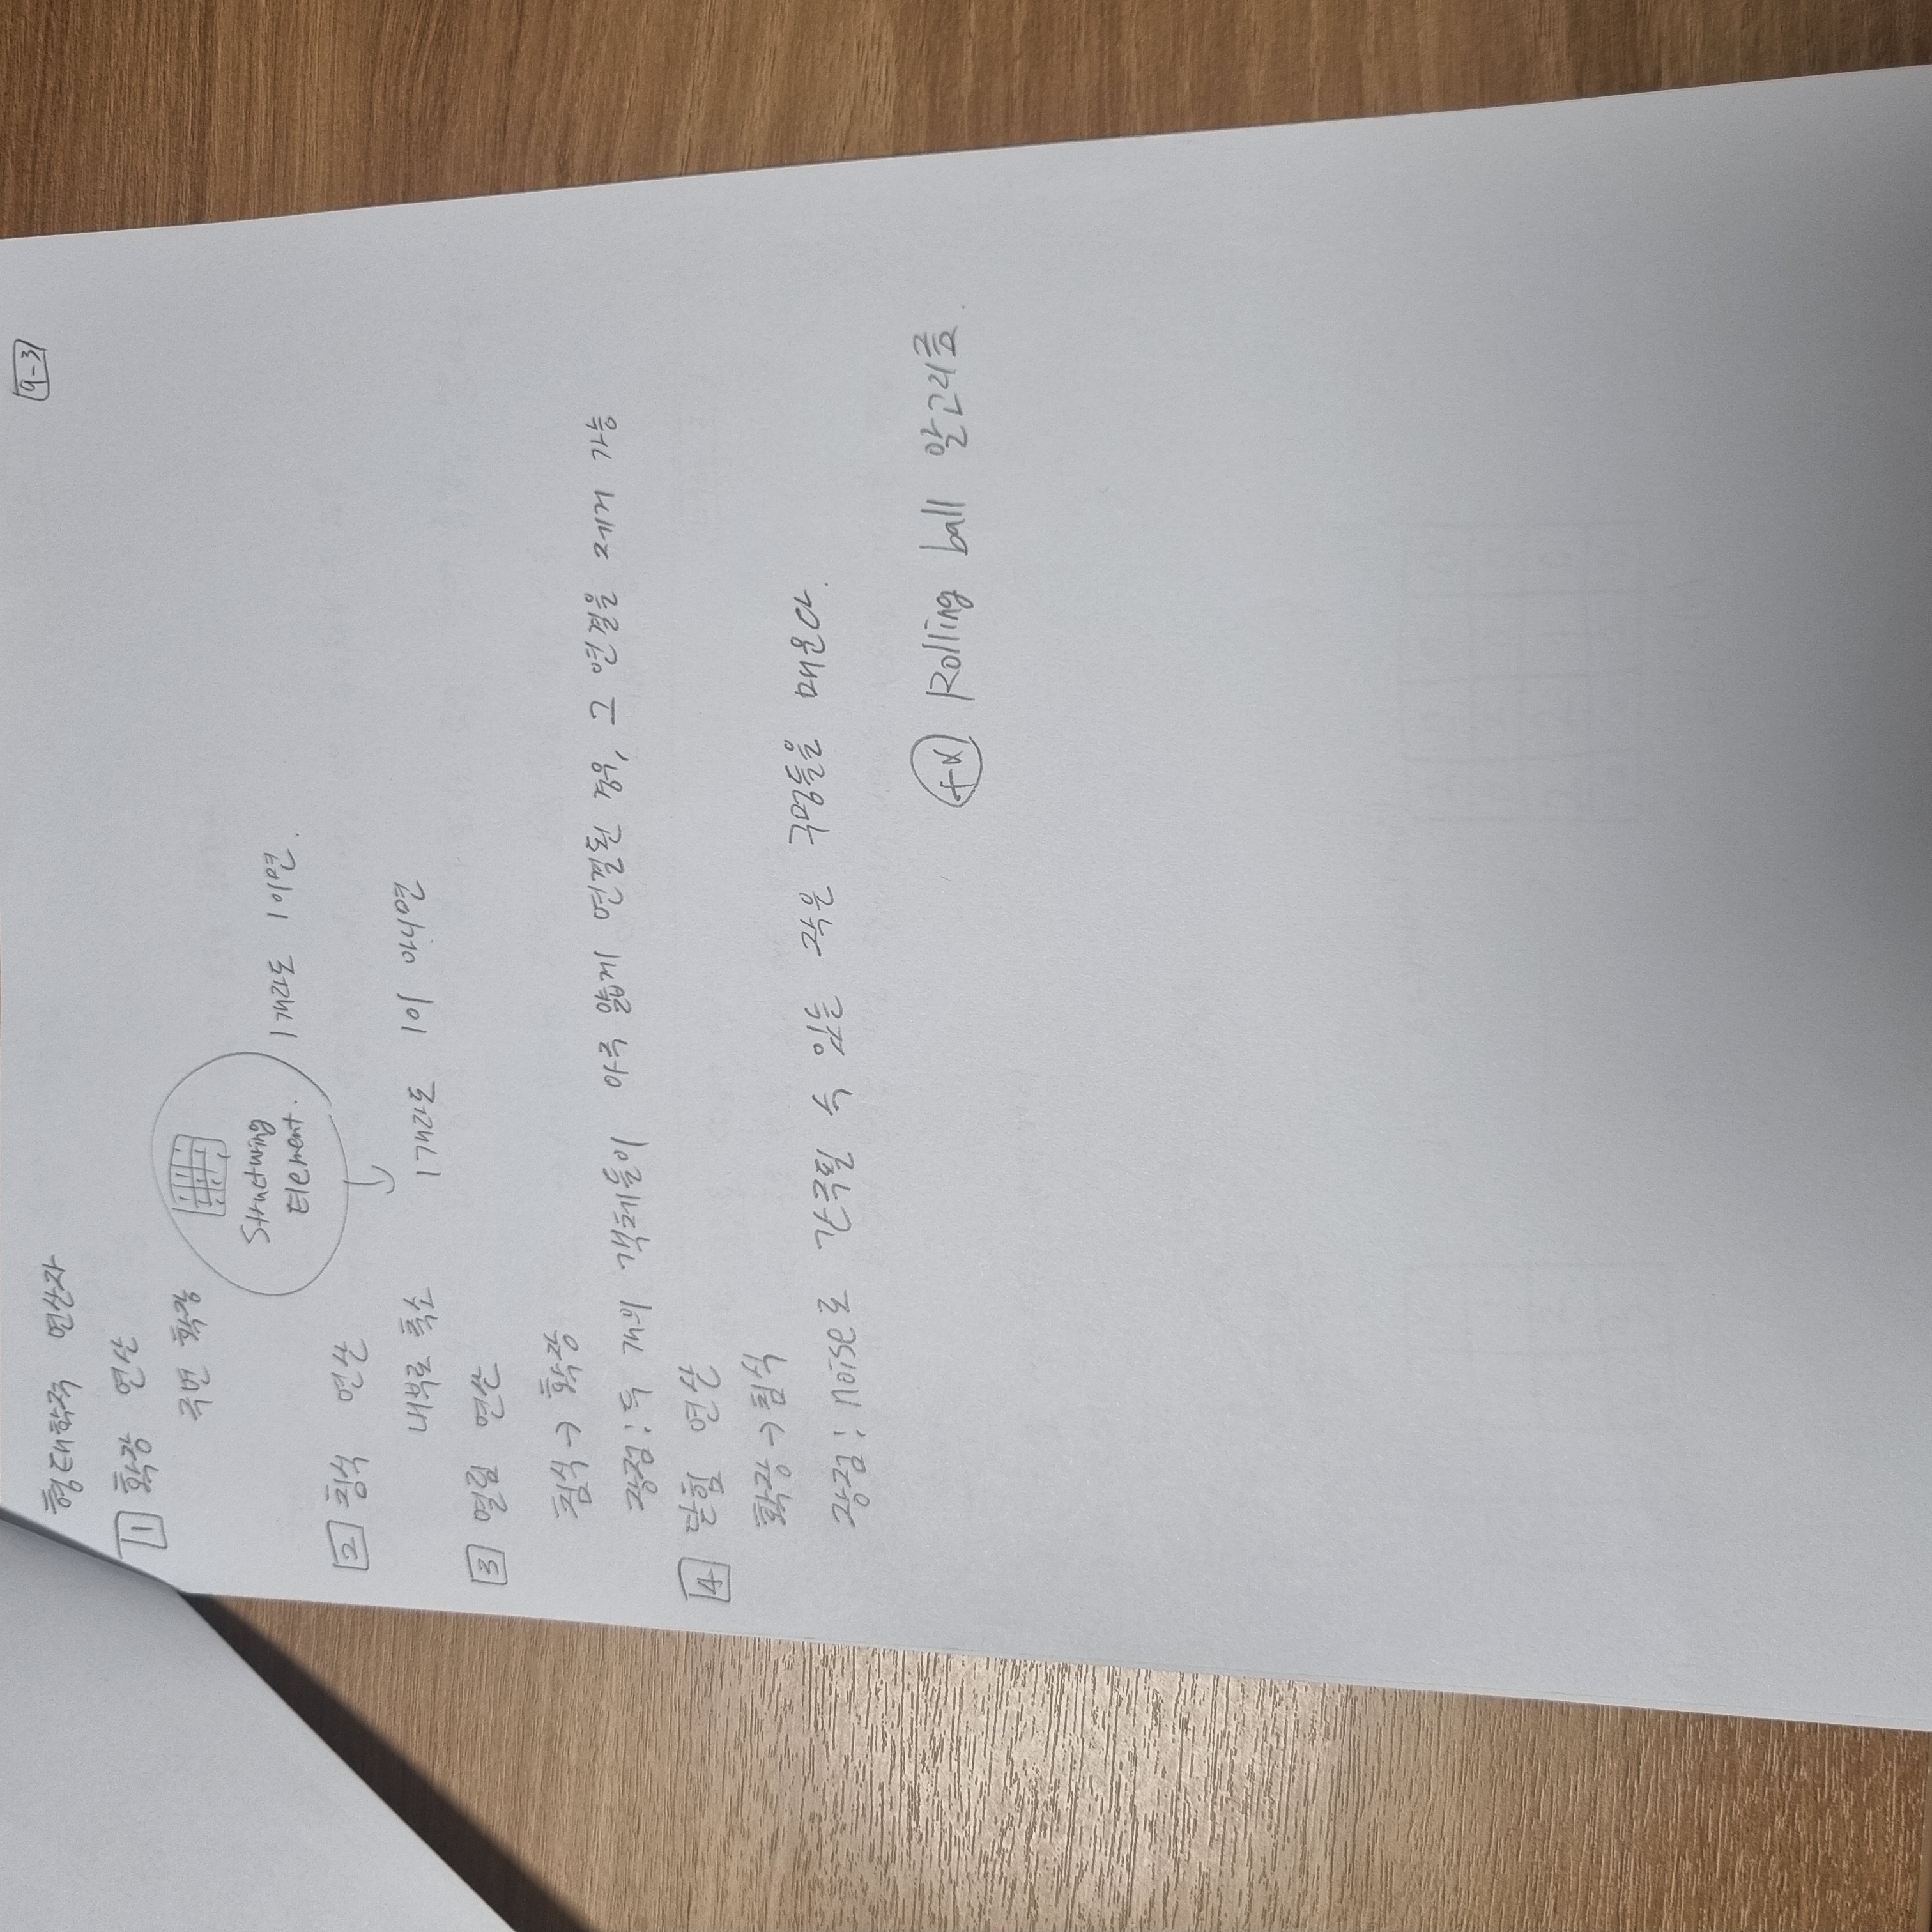 9-3
형태학적 연산자
1 확장 연산
주변 확장
Structuring
Element.
1개라도 1이면.
2 침식 연산
내부로 축소 1개라도 1이 아니면
3 열림 연산
침식 → 확장
장점 : 두 개의 객체들이 아주 얇게 연결된 경우, 그 연결을 제거 가능
4 닫힘 연산
확장 → 침식
장점 : noise로 간주될 수 있는 작은 구멍들을 매운다.
+α Rolling ball 알고리즘.